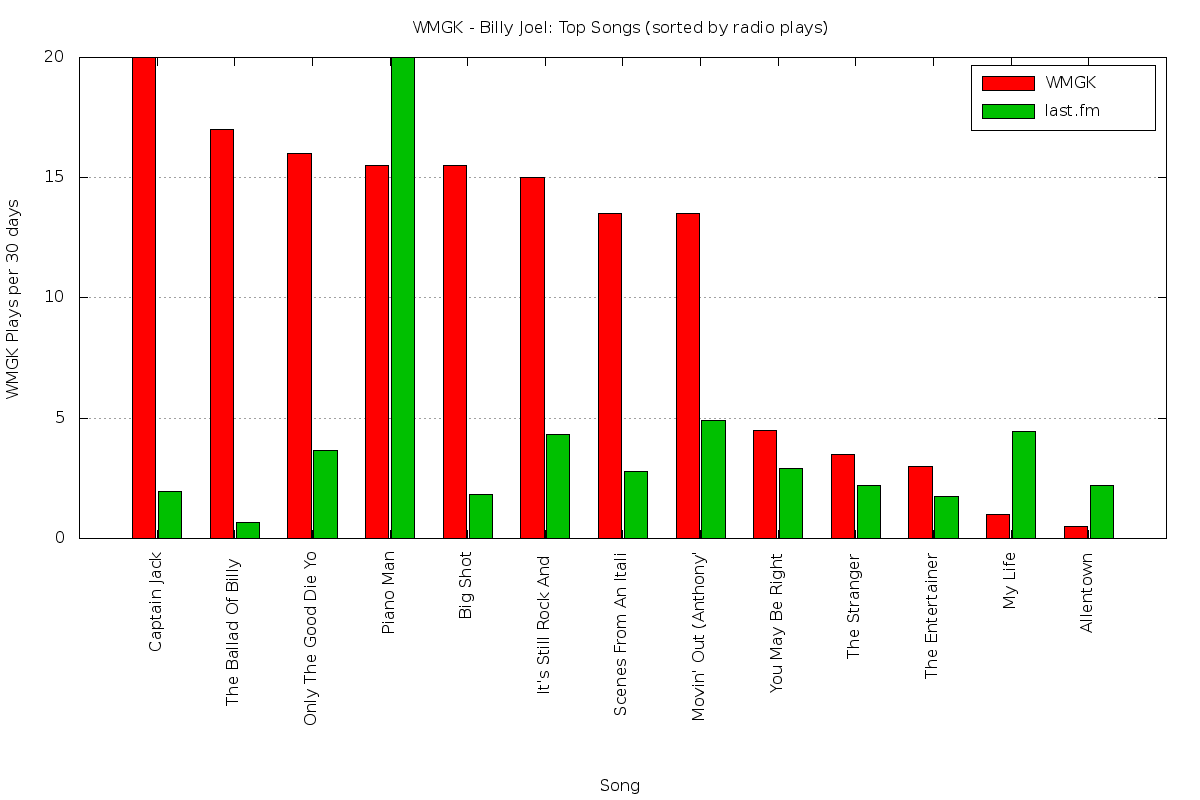 WMGK - Billy Joel: Top Songs (sorted by radio plays)
WMGK
last.fm
20
15
10
5
0
WMGK Plays per 30 days
Captain Jack
The Ballad Of Billy
Only The Good Die Yo
Piano Man
Big Shot
It's Still Rock And
Scenes From An Itali
Movin' Out (Anthony'
You May Be Right
The Stranger
The Entertainer
My Life
Allentown
Song